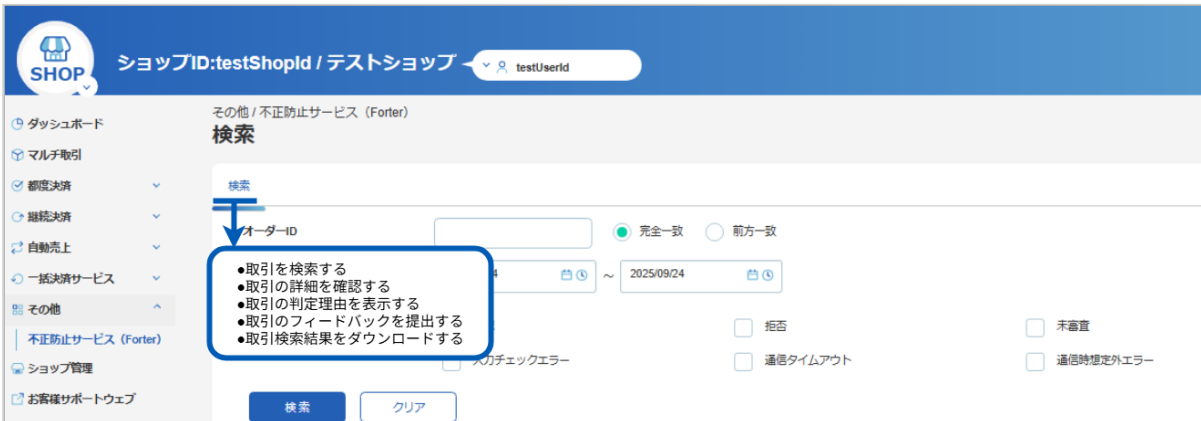 SHOP
ショップID:testShopId / テストショップ
testUserId
ダッシュボード
マルチ取引
都度決済
継続決済
自動売上
一括決済サービス
その他
不正防止サービス（Forter）
ショップ管理
お客様サポートウェブ
その他 / 不正防止サービス（Forter）
検索
検索
オーダーID
完全一致
前方一致
●取引を検索する
●取引の詳細を確認する
●取引の判定理由を表示する
●取引のフィードバックを提出する
●取引検索結果をダウンロードする
4
～
2025/09/24
拒否
未審査
入力チェックエラー
通信タイムアウト
通信時想定外エラー
検索
クリア